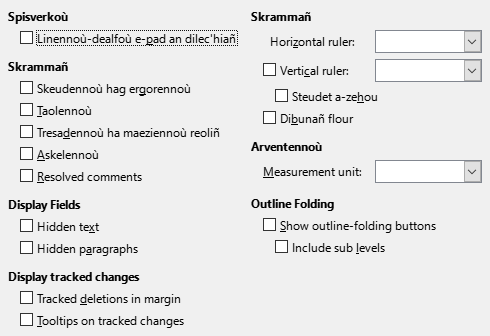 Spisverkoù
Linennoù-dealfoù e-pad an dilec'hiañ
Skrammañ
Skeudennoù hag ergorennoù
Taolennoù
Tresadennoù ha maeziennoù reoliñ
Askelennoù
Resolved comments
Display Fields
Hidden text
Hidden paragraphs
Display tracked changes
Tracked deletions in margin
Tooltips on tracked changes
Skrammañ
Horizontal ruler:
Vertical ruler:
Steudet a-zehou
Dibunañ flour
Arventennoù
Measurement unit:
Outline Folding
Show outline-folding buttons
Include sub levels